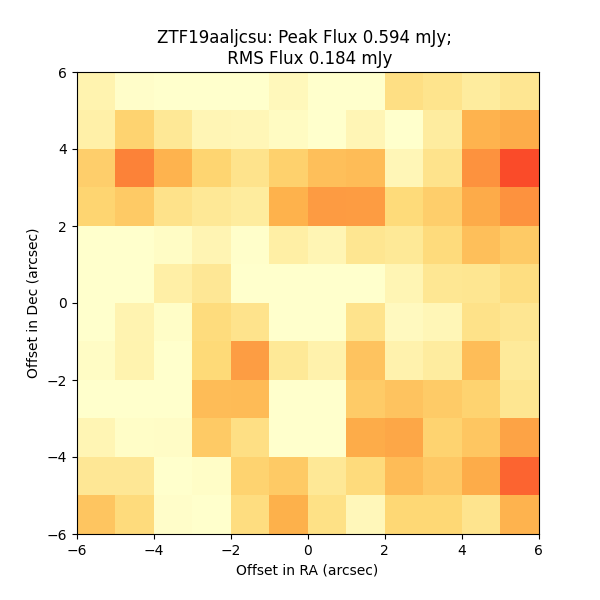 ZTF19aaljcsu: Peak Flux 0.594 mJy;
RMS Flux 0.184 mJy
6
4
2
0
−2
−4
−6
Offset in Dec (arcsec)
−6 −4 −2 0 2 4 6
Offset in RA (arcsec)